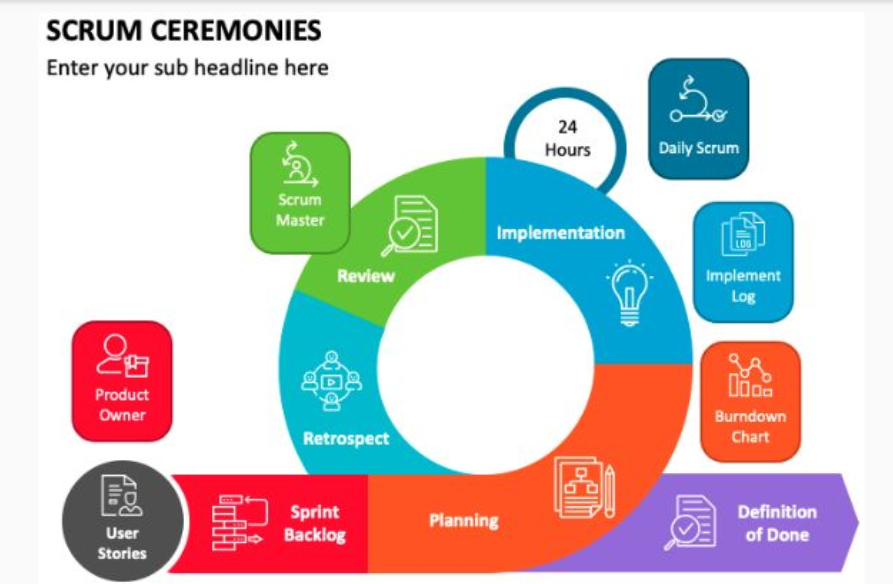 SCRUM CEREMONIES
Enter your sub headline here
24
Hours
Daily Scrum
Scrum
Master
Implementation
Review
LOG
Implement
Log
Product
Owner
Retrospect
Burndown
Chart
User
Stories
Sprint
Backlog
Planning
Definition
of Done